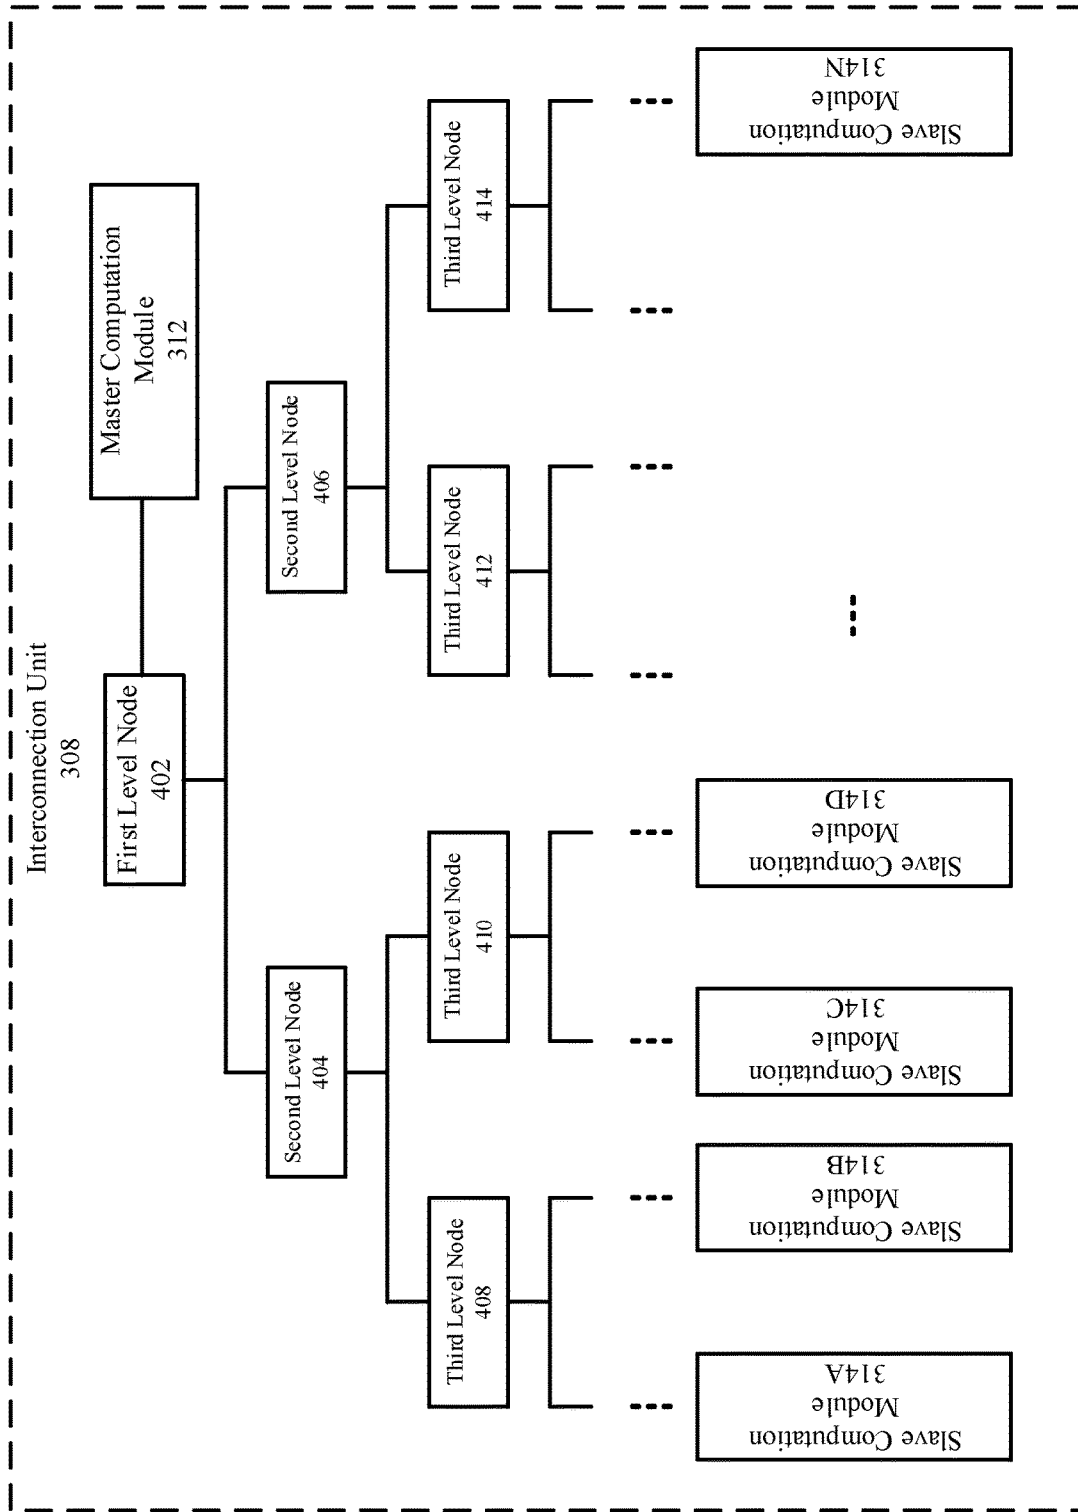 Interconnection Unit
308
First Level Node
402
Master Computation
Module
312
Second Level Node
404
Second Level Node
406
Third Level Node
408
Third Level Node
410
Third Level Node
412
Third Level Node
414
Slave Computation
Module
314A
Slave Computation
Module
314B
Slave Computation
Module
314C
Slave Computation
Module
314D
Slave Computation
Module
314N